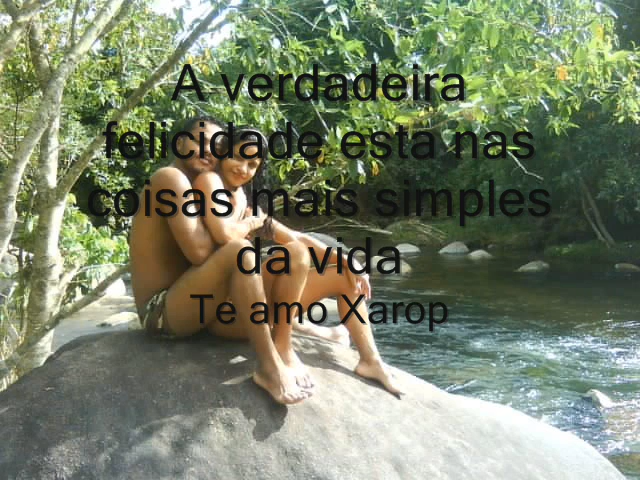 A verdadeira
felicidade esta nas
coisas mais simples
da vida
Te amo Xarop